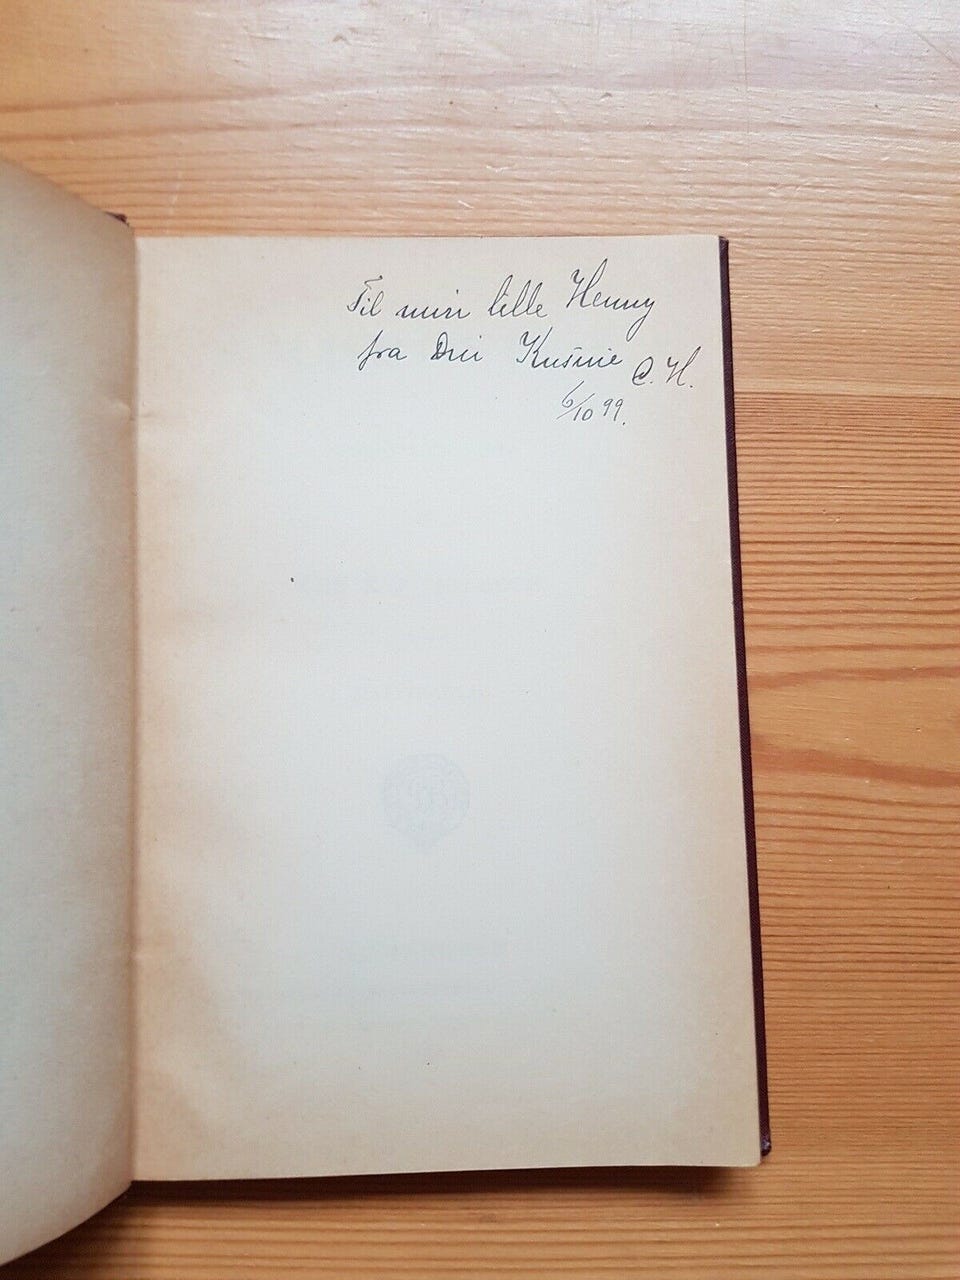 Til min lille Henny
fra Din Kusine C. H.
6/10 99.